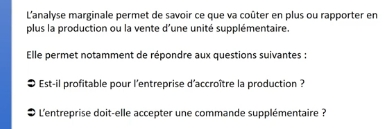 L'analyse marginale permet de savoir ce que va coûter en plus ou rapporter en
plus la production ou la vente d'une unité supplémentaire.
Elle permet notamment de répondre aux questions suivantes :
➲ Est-il profitable pour l'entreprise d'accroître la production ?
➲ L'entreprise doit-elle accepter une commande supplémentaire ?